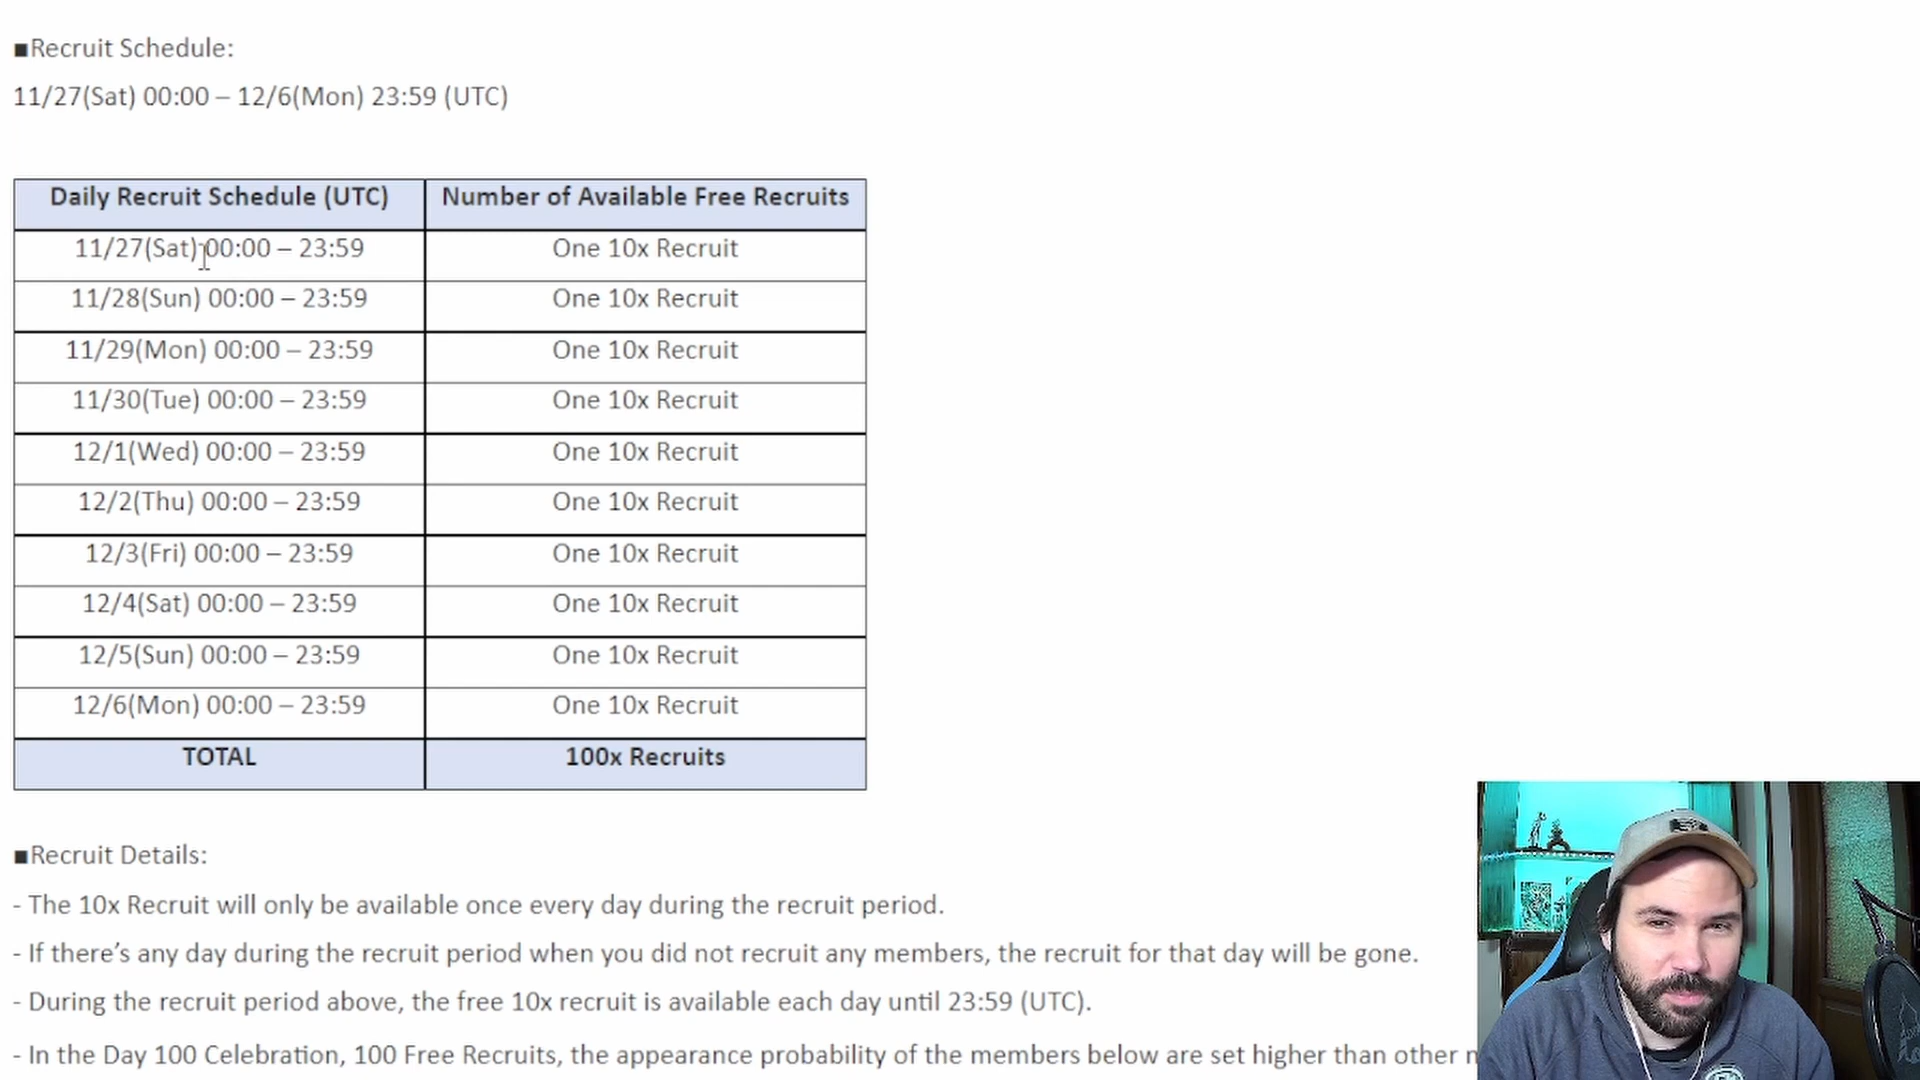 ■Recruit Schedule:
11/27(Sat) 00:00 – 12/6(Mon) 23:59 (UTC)
Daily Recruit Schedule (UTC) Number of Available Free Recruits
11/27(Sat) 00:00 – 23:59 One 10x Recruit
11/28(Sun) 00:00 – 23:59 One 10x Recruit
11/29(Mon) 00:00 – 23:59 One 10x Recruit
11/30(Tue) 00:00 – 23:59 One 10x Recruit
12/1(Wed) 00:00 – 23:59 One 10x Recruit
12/2(Thu) 00:00 – 23:59 One 10x Recruit
12/3(Fri) 00:00 – 23:59 One 10x Recruit
12/4(Sat) 00:00 – 23:59 One 10x Recruit
12/5(Sun) 00:00 – 23:59 One 10x Recruit
12/6(Mon) 00:00 – 23:59 One 10x Recruit
TOTAL 100x Recruits
■Recruit Details:
- The 10x Recruit will only be available once every day during the recruit period.
- If there’s any day during the recruit period when you did not recruit any members, the recruit for that day will be gone.
- During the recruit period above, the free 10x recruit is available each day until 23:59 (UTC).
- In the Day 100 Celebration, 100 Free Recruits, the appearance probability of the members below are set higher than other